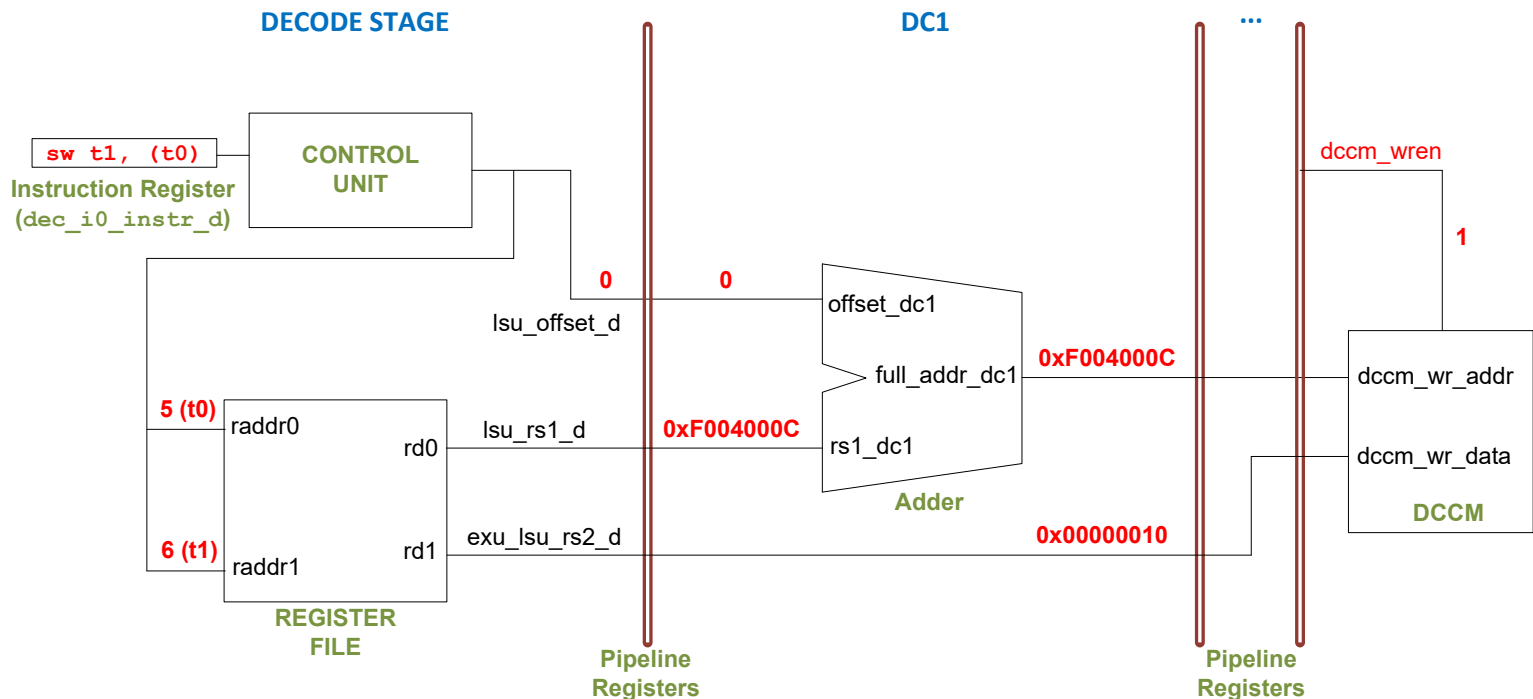 DECODE STAGE
DC1
...
sw t1, (t0)
Instruction Register
(dec_i0_instr_d)
CONTROL
UNIT
dccm_wren
1
0
0
lsu_offset_d
offset_dc1
full_addr_dc1
0xF004000C
dccm_wr_addr
5 (t0)
raddr0
rd0
lsu_rs1_d
0xF004000C
rs1_dc1
dccm_wr_data
Adder
DCCM
6 (t1)
raddr1
rd1
exu_lsu_rs2_d
0x00000010
REGISTER
FILE
Pipeline
Registers
Pipeline
Registers